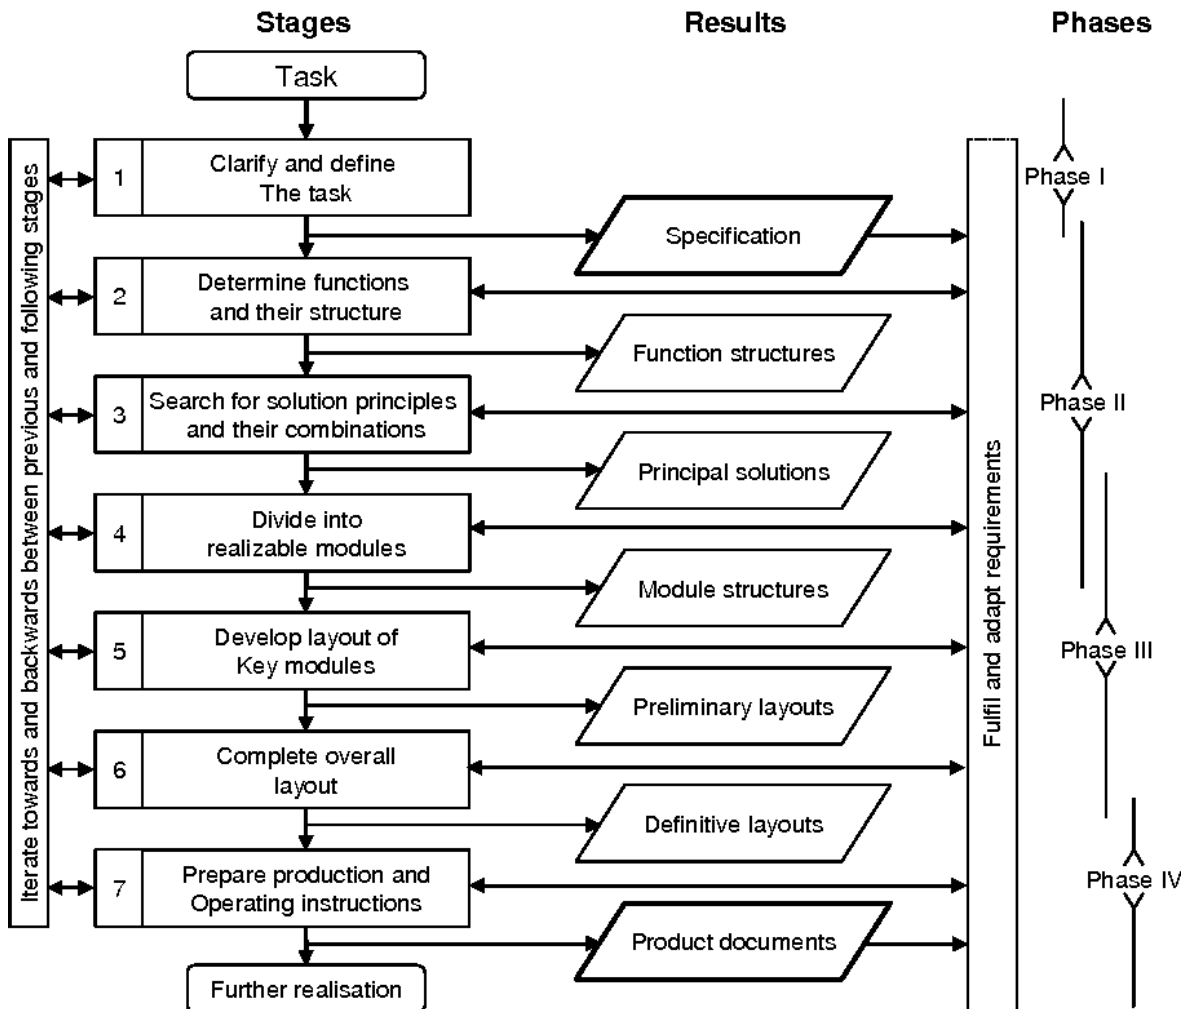 Stages
Results
Phases
Task
Iterate towards and backwards between previous and following stages
1
Clarify and define
The task
Specification
2
Determine functions
and their structure
Function structures
3
Search for solution principles
and their combinations
Principal solutions
4
Divide into
realizable modules
Module structures
5
Develop layout of
Key modules
Preliminary layouts
6
Complete overall
layout
Definitive layouts
7
Prepare production and
Operating instructions
Product documents
Further realisation
Fulfil and adapt requirements
Phase I
Phase II
Phase III
Phase IV